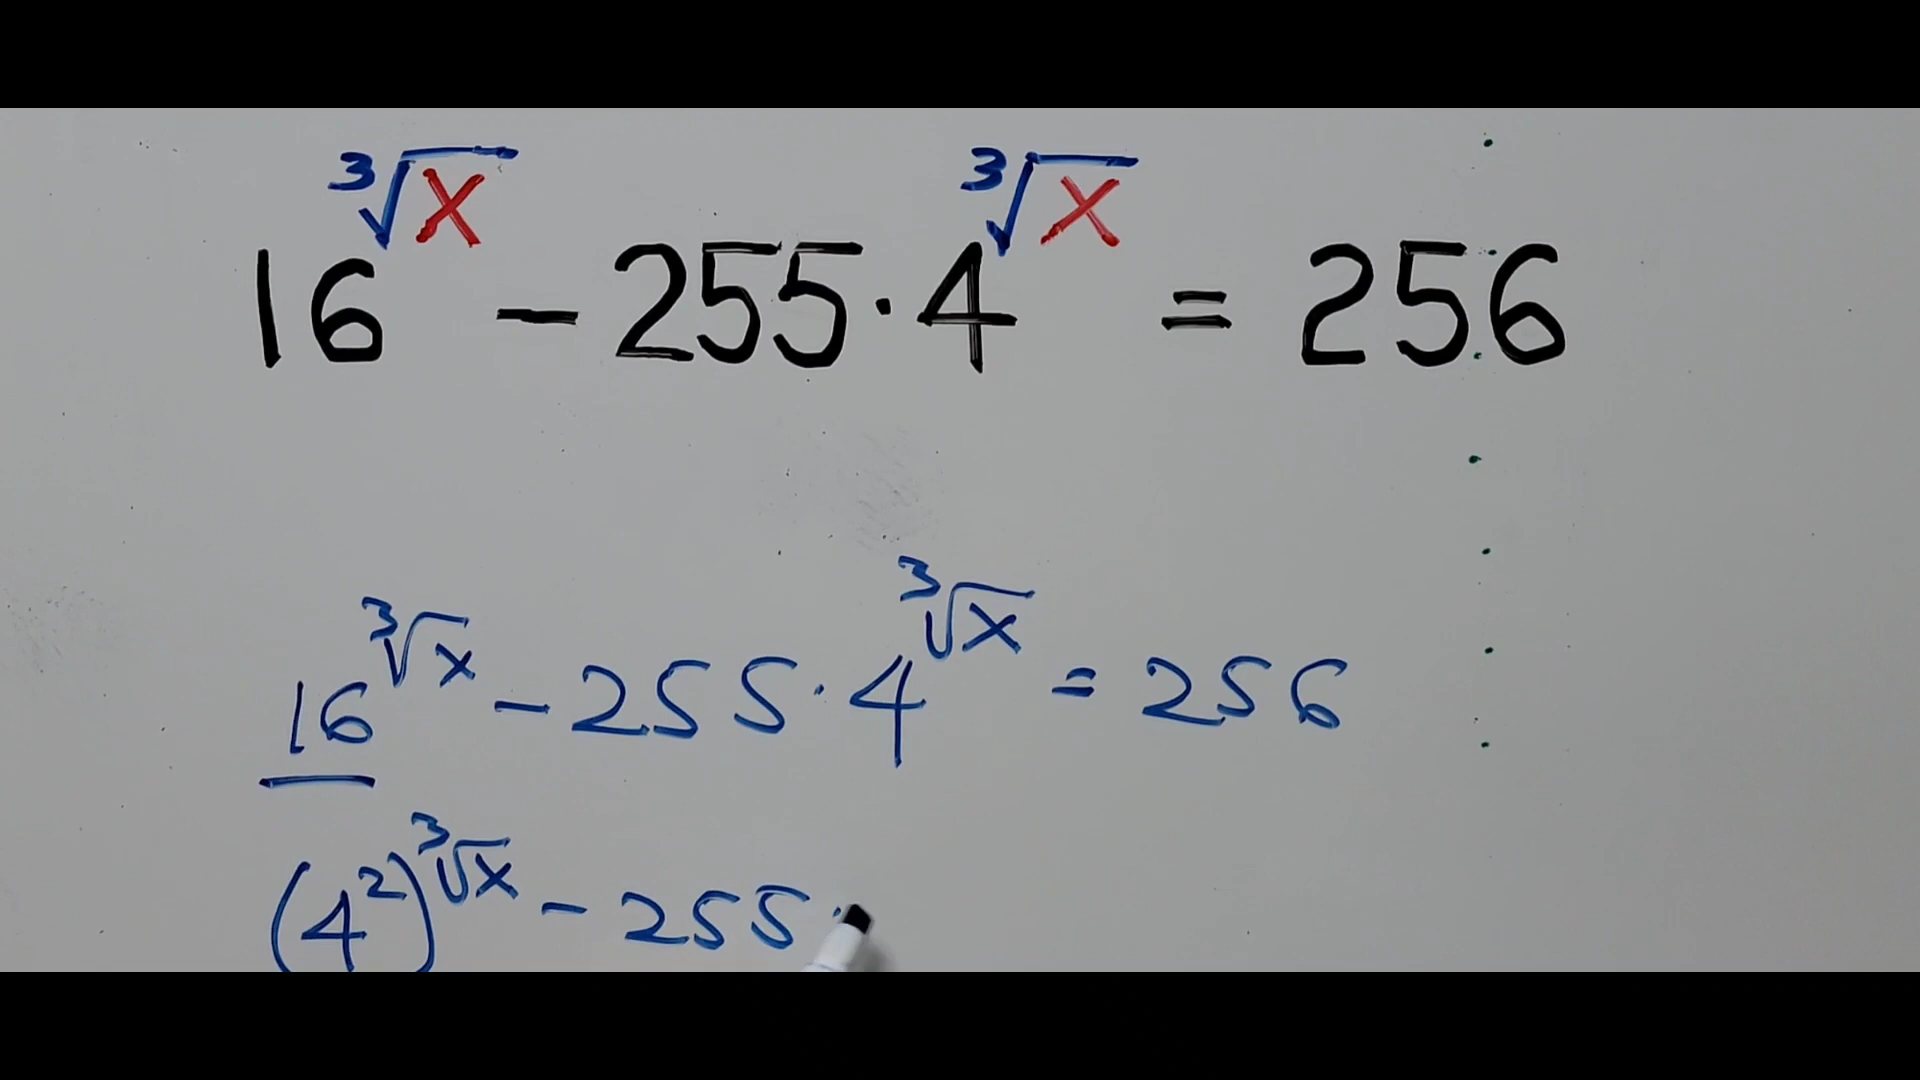 16^∛x − 255·4^∛x = 256
16^∛x − 255·4^∛x = 256
(4²)^∛x − 255·